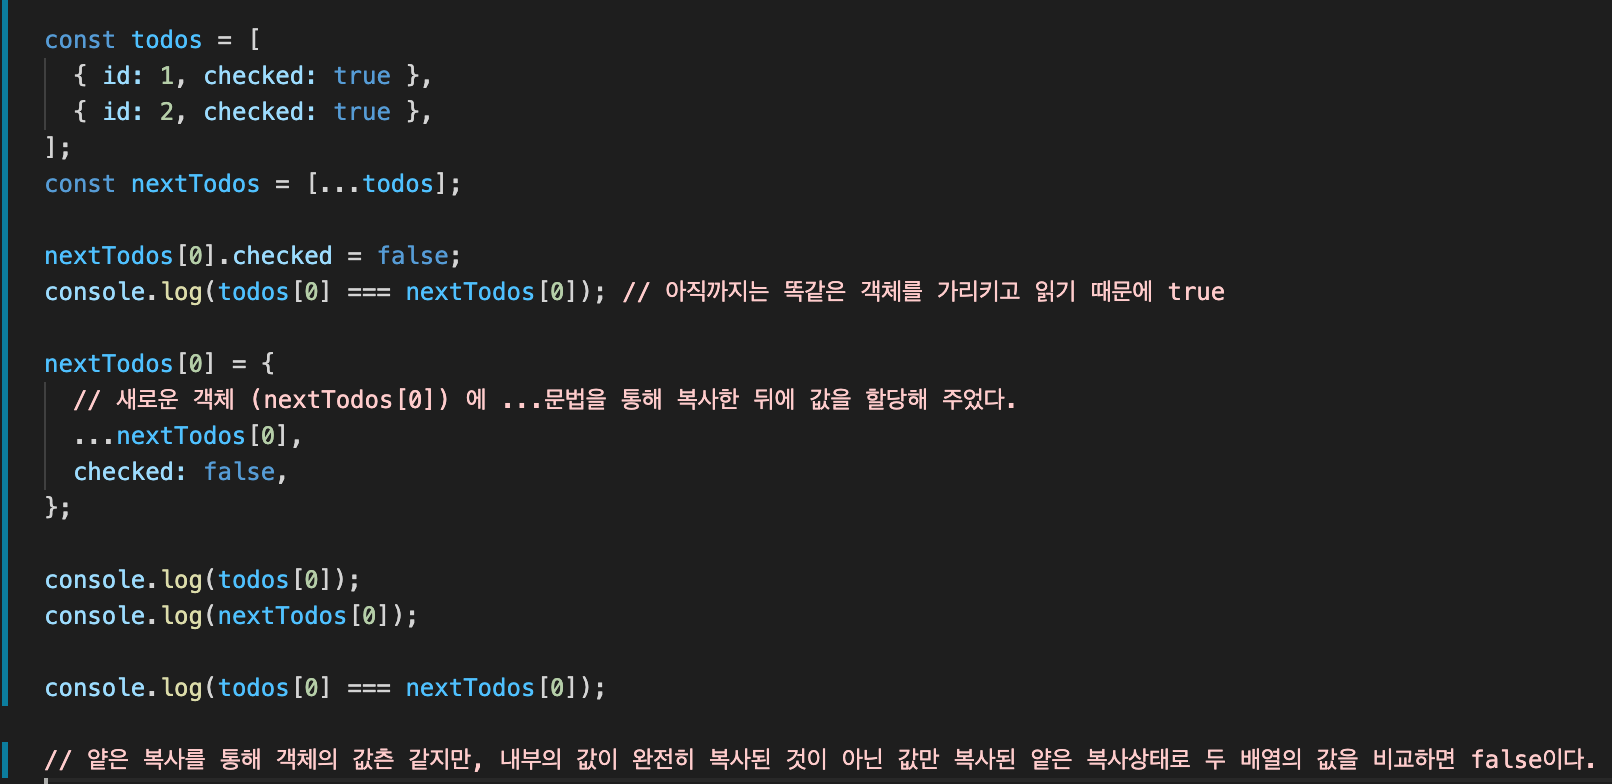 const todos = [
  { id: 1, checked: true },
  { id: 2, checked: true },
];
const nextTodos = [...todos];
nextTodos[0].checked = false;
console.log(todos[0] === nextTodos[0]); // 아직까지는 똑같은 객체를 가리키고 읽기 때문에 true
nextTodos[0] = {
  // 새로운 객체 (nextTodos[0]) 에 ...문법을 통해 복사한 뒤에 값을 할당해 주었다.
  ...nextTodos[0],
  checked: false,
};
console.log(todos[0]);
console.log(nextTodos[0]);
console.log(todos[0] === nextTodos[0]);
// 얕은 복사를 통해 객체의 값츤 같지만, 내부의 값이 완전히 복사된 것이 아닌 값만 복사된 얕은 복사상태로 두 배열의 값을 비교하면 false이다.